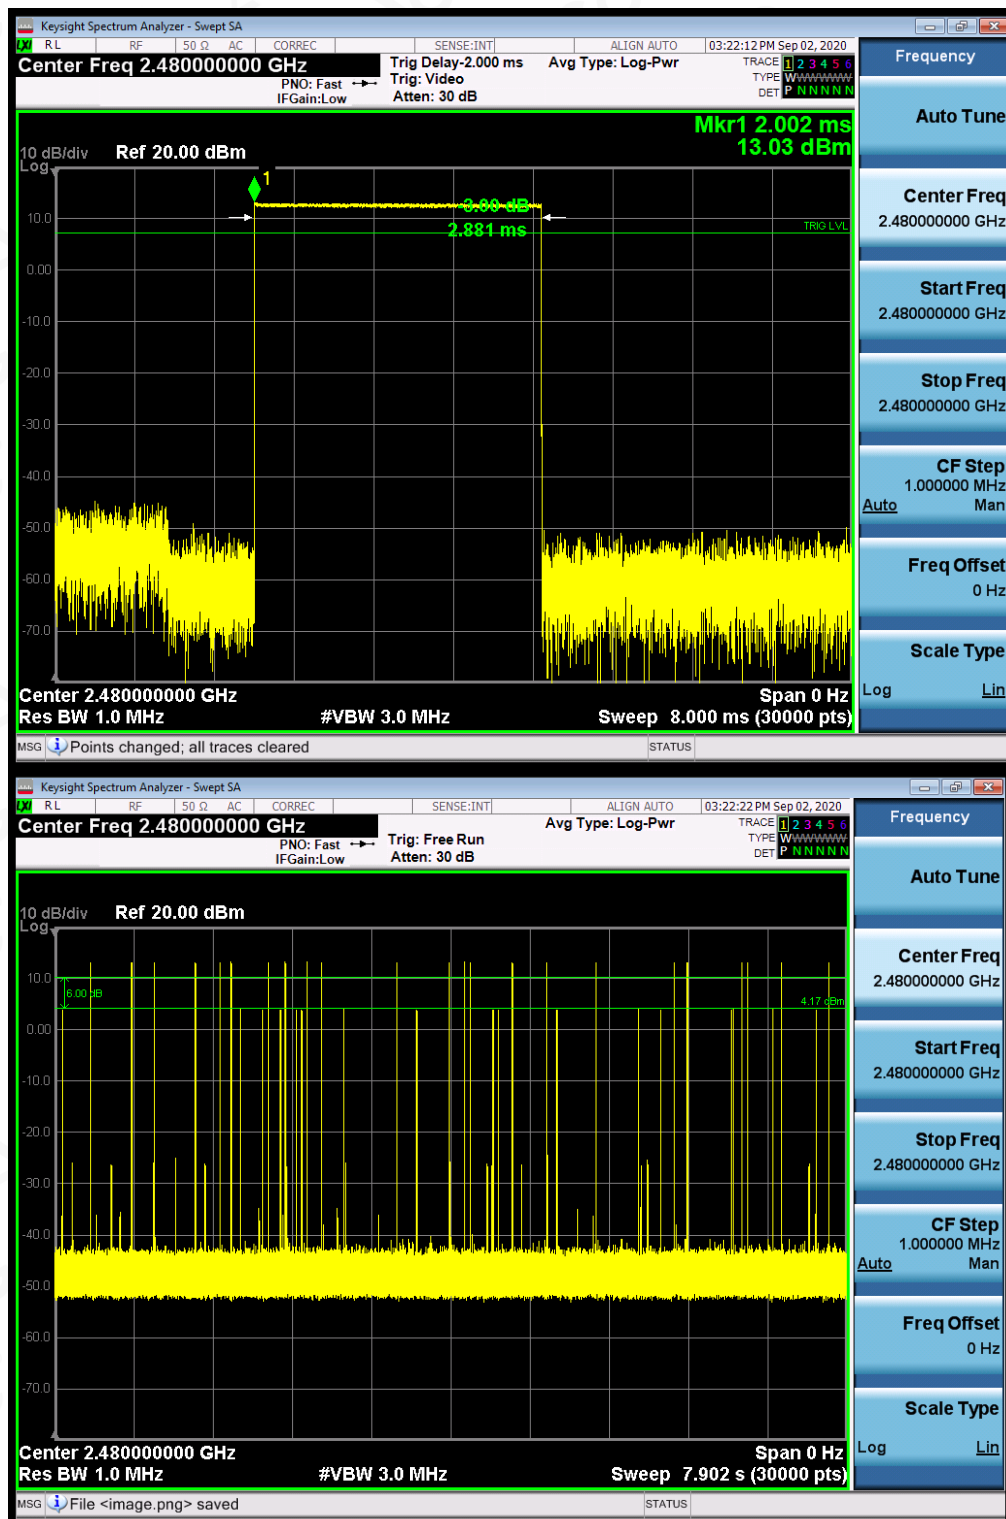 Keysight Spectrum Analyzer - Swept SA
LXI RL RF 50 Ω AC CORREC SENSE:INT ALIGN AUTO 03:22:12 PM Sep 02, 2020
Center Freq 2.480000000 GHz
PNO: Fast
IFGain:Low
Trig Delay-2.000 ms
Trig: Video
Atten: 30 dB
Avg Type: Log-Pwr
TRACE 1 2 3 4 5 6
TYPE WWWWWW
DET P N N N N N
Mkr1 2.002 ms
13.03 dBm
10 dB/div Ref 20.00 dBm
Log
1
-3.00 dB
2.881 ms
TRIG LVL
10.0
0.00
-10.0
-20.0
-30.0
-40.0
-50.0
-60.0
-70.0
Center 2.480000000 GHz Span 0 Hz
Res BW 1.0 MHz #VBW 3.0 MHz Sweep 8.000 ms (30000 pts)
MSG Points changed; all traces cleared STATUS
Frequency
Auto Tune
Center Freq
2.480000000 GHz
Start Freq
2.480000000 GHz
Stop Freq
2.480000000 GHz
CF Step
1.000000 MHz
Auto Man
Freq Offset
0 Hz
Scale Type
Log Lin
Keysight Spectrum Analyzer - Swept SA
LXI RL RF 50 Ω AC CORREC SENSE:INT ALIGN AUTO 03:22:22 PM Sep 02, 2020
Center Freq 2.480000000 GHz
PNO: Fast
IFGain:Low
Trig: Free Run
Atten: 30 dB
Avg Type: Log-Pwr
TRACE 1 2 3 4 5 6
TYPE WWWWWW
DET P N N N N N
10 dB/div Ref 20.00 dBm
Log
6.00 dB
4.17 dBm
10.0
0.00
-10.0
-20.0
-30.0
-40.0
-50.0
-60.0
-70.0
Center 2.480000000 GHz Span 0 Hz
Res BW 1.0 MHz #VBW 3.0 MHz Sweep 7.902 s (30000 pts)
MSG File <image.png> saved STATUS
Frequency
Auto Tune
Center Freq
2.480000000 GHz
Start Freq
2.480000000 GHz
Stop Freq
2.480000000 GHz
CF Step
1.000000 MHz
Auto Man
Freq Offset
0 Hz
Scale Type
Log Lin